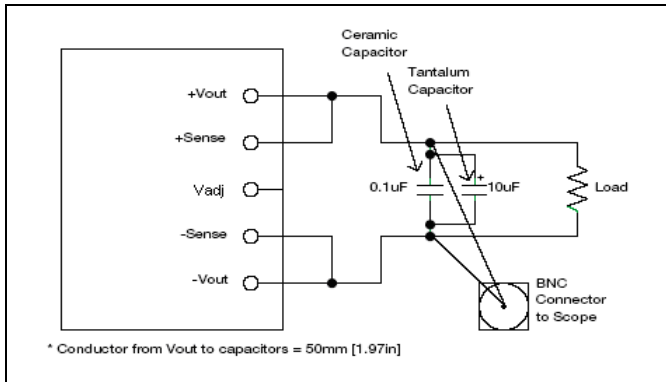 Ceramic
Capacitor
Tantalum
Capacitor
+Vout
+Sense
Vadj
-Sense
-Vout
0.1uF
+
10uF
Load
BNC
Connector
to Scope
* Conductor from Vout to capacitors = 50mm [1.97in]